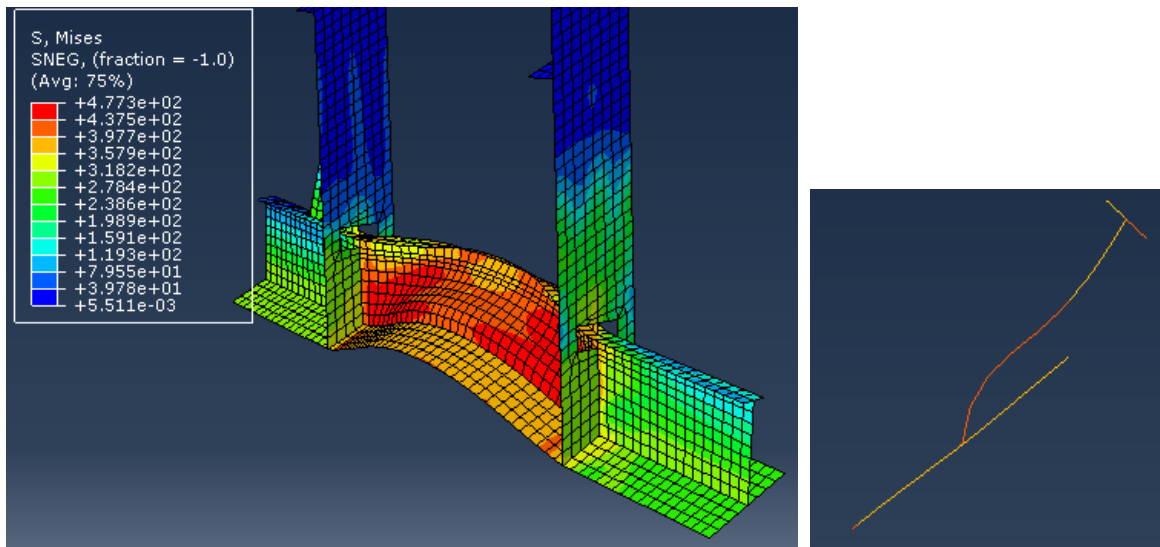 S, Mises
SNEG, (fraction = -1.0)
(Avg: 75%)
+4.773e+02
+4.375e+02
+3.977e+02
+3.579e+02
+3.182e+02
+2.784e+02
+2.386e+02
+1.989e+02
+1.591e+02
+1.193e+02
+7.955e+01
+3.978e+01
+5.511e-03